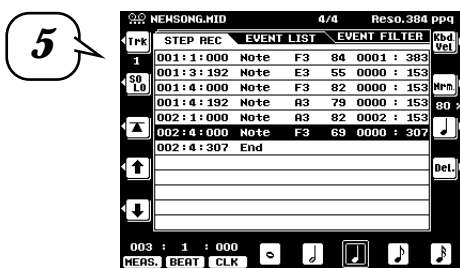 5
NEWSONG.MID 4/4 Reso.384 ppq
Trk STEP REC EVENT LIST EVENT FILTER Kbd. Vel
1 001:1:000 Note F3 84 0001 : 383
001:3:192 Note E3 55 0000 : 153
SO LO 001:4:000 Note F3 82 0000 : 153 Nrm.
001:4:192 Note A3 79 0000 : 153 80 %
002:1:000 Note A3 82 0002 : 153
002:4:000 Note F3 69 0000 : 307
002:4:307 End
Del.
003 : 1 : 000
MEAS. BEAT CLK